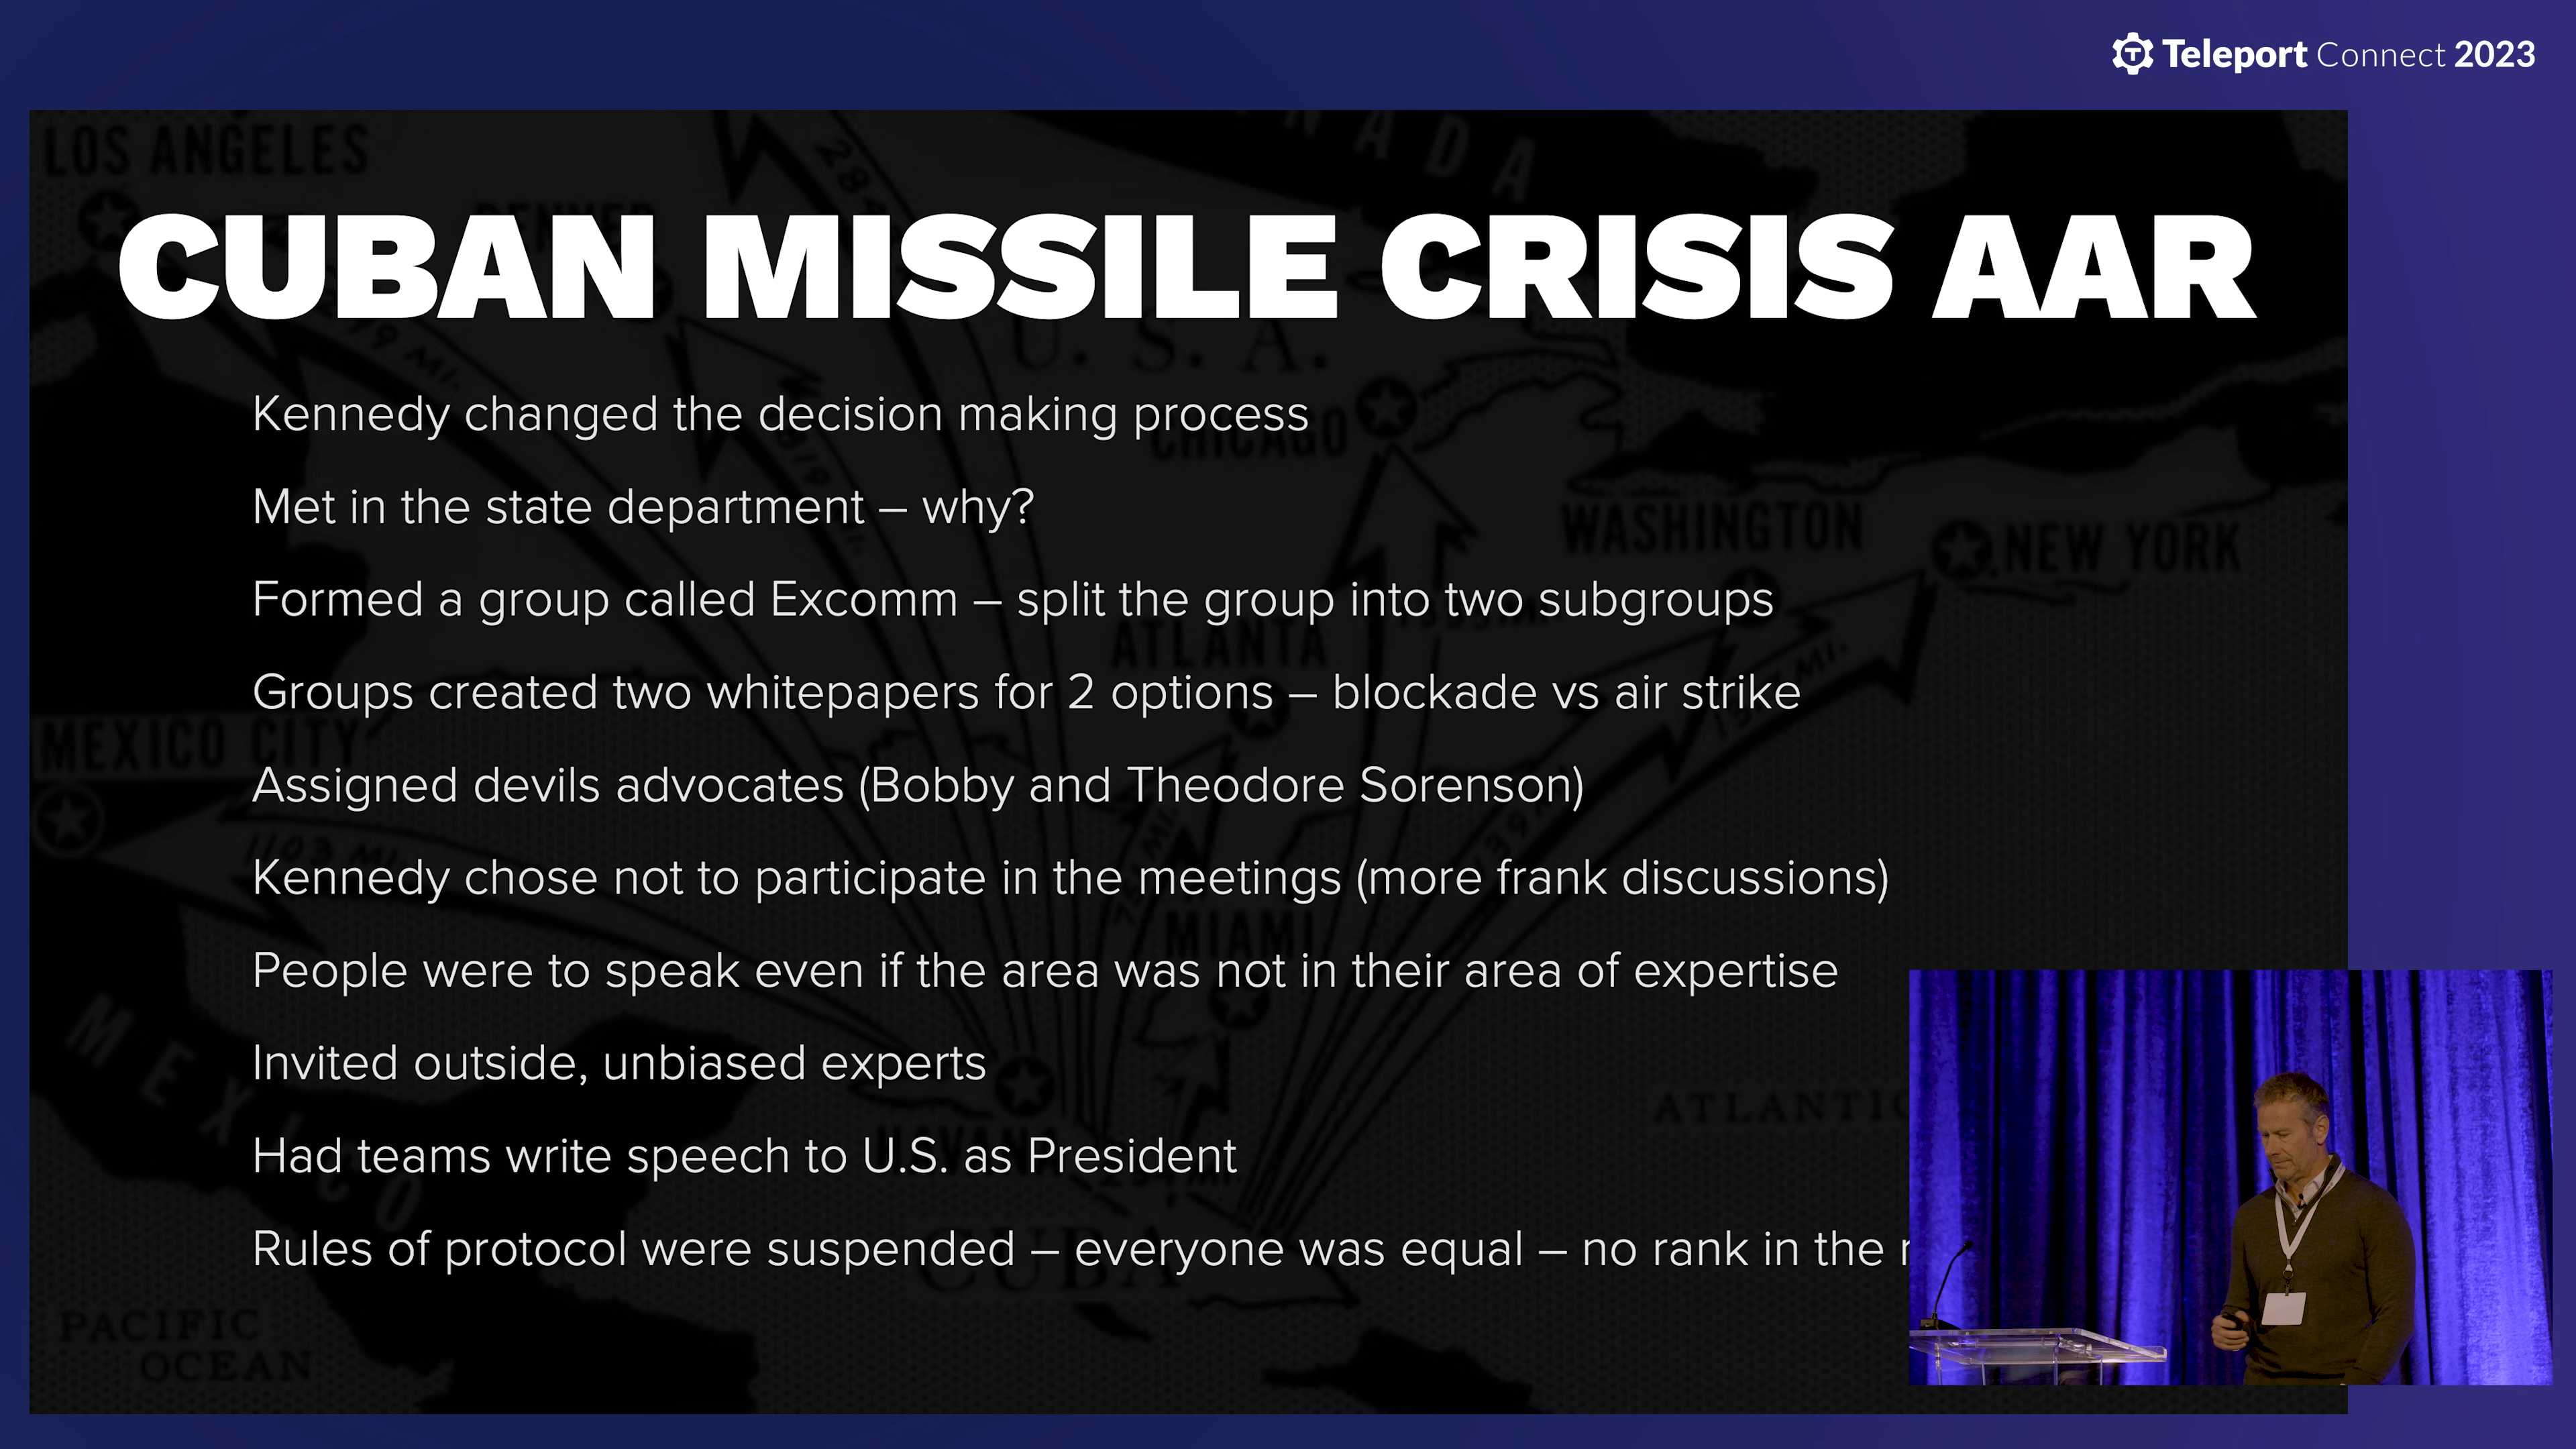 Teleport Connect 2023
LOS ANGELES
CUBAN MISSILE CRISIS AAR
U. S. A.
Kennedy changed the decision making process
CHICAGO
Met in the state department – why?
WASHINGTON
NEW YORK
Formed a group called Excomm – split the group into two subgroups
ATLANTA
Groups created two whitepapers for 2 options – blockade vs air strike
MEXICO CITY
Assigned devils advocates (Bobby and Theodore Sorenson)
1103 MI.
Kennedy chose not to participate in the meetings (more frank discussions)
MIAMI
People were to speak even if the area was not in their area of expertise
MEXICO
Invited outside, unbiased experts
Had teams write speech to U.S. as President
Rules of protocol were suspended – everyone was equal – no rank in the
CUBA
PACIFIC
OCEAN